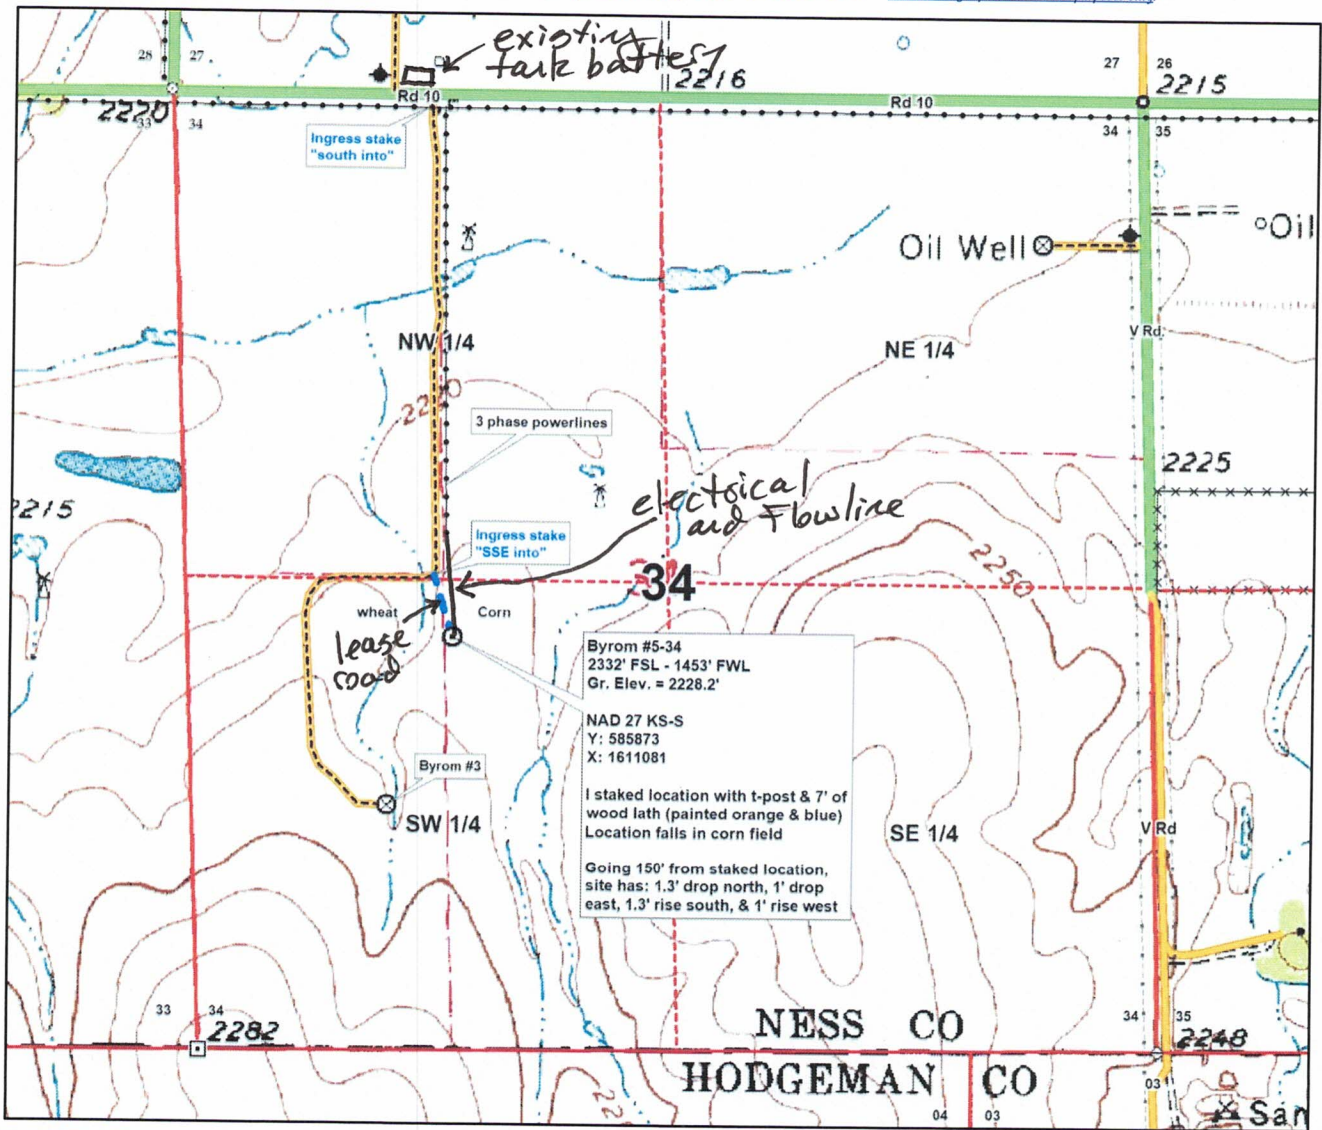 existing
tank battery
28 27
27 26
2216
2215
Rd 10
Rd 10
2220
33 34
34 35
Ingress stake
"south into"
Oil Well
Oil
NW 1/4
NE 1/4
V Rd
3 phase powerlines
2225
2215
electrical
and Flowline
Ingress stake
"SSE into"
2250
34
wheat
Corn
lease
road
Byrom #5-34
2332' FSL - 1453' FWL
Gr. Elev. = 2228.2'
NAD 27 KS-S
Y: 585873
X: 1611081
I staked location with t-post & 7' of
wood lath (painted orange & blue)
Location falls in corn field
Going 150' from staked location,
site has: 1.3' drop north, 1' drop
east, 1.3' rise south, & 1' rise west
Byrom #3
SW 1/4
SE 1/4
V Rd
33 34
2282
NESS CO
34 35
2248
HODGEMAN CO
04 03
03
San